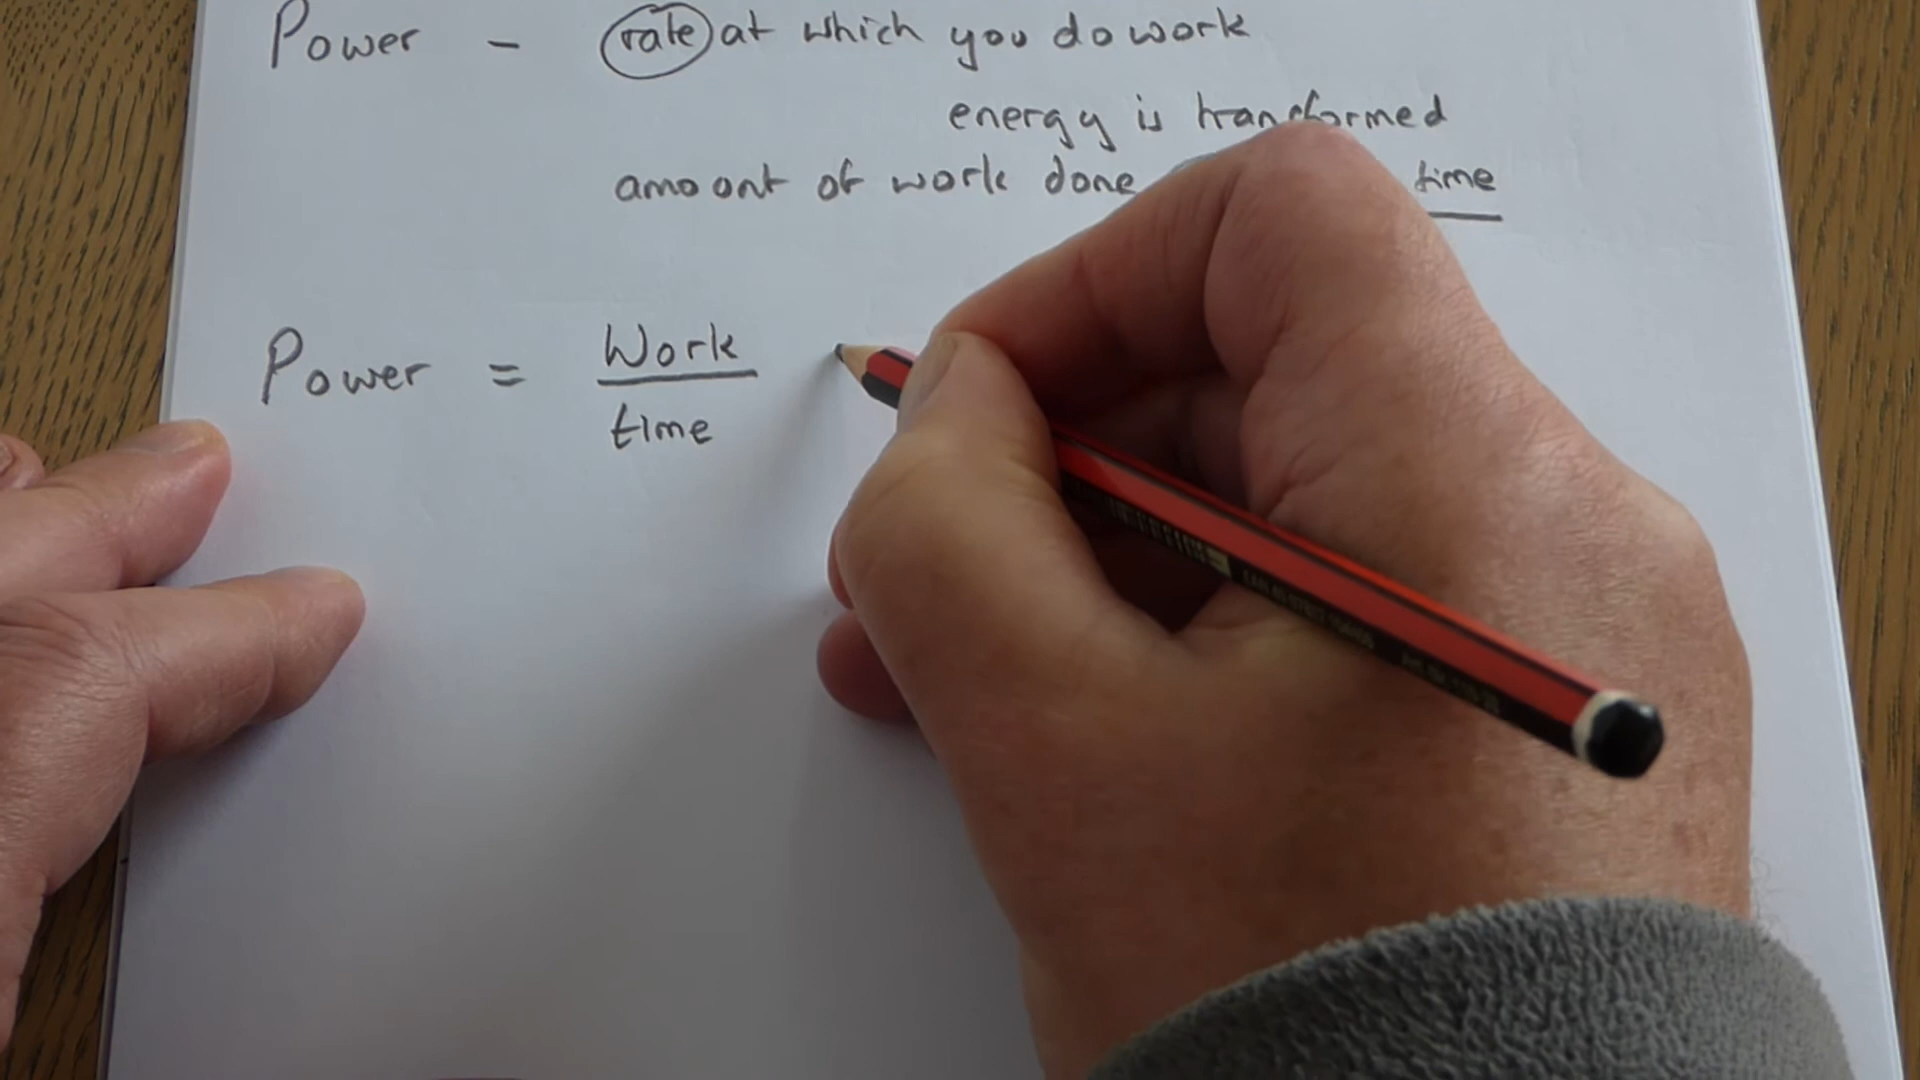 Power - rate at which you do work
energy is transformed
amount of work done time
Power = Work
time